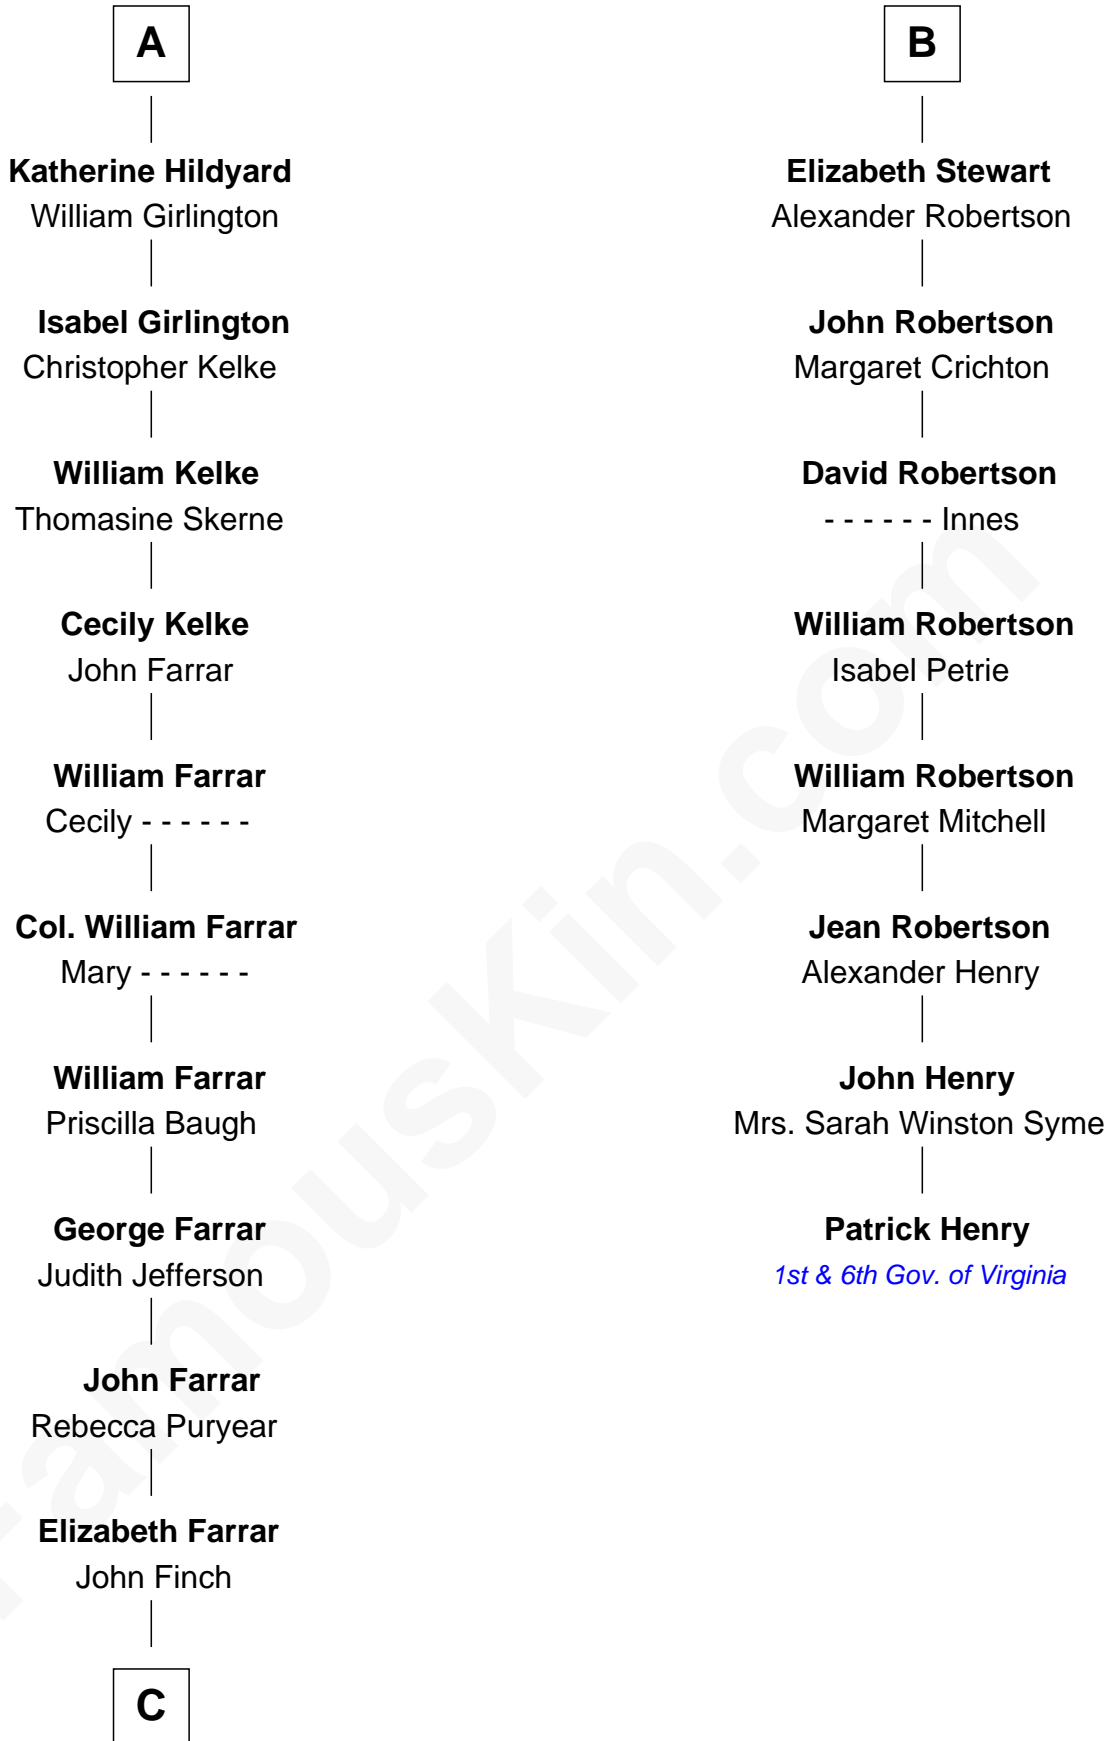 A
Katherine Hildyard
William Girlington
Isabel Girlington
Christopher Kelke
William Kelke
Thomasine Skerne
Cecily Kelke
John Farrar
William Farrar
Cecily - - - - - -
Col. William Farrar
Mary - - - - - -
William Farrar
Priscilla Baugh
George Farrar
Judith Jefferson
John Farrar
Rebecca Puryear
Elizabeth Farrar
John Finch
C
B
Elizabeth Stewart
Alexander Robertson
John Robertson
Margaret Crichton
David Robertson
- - - - - - Innes
William Robertson
Isabel Petrie
William Robertson
Margaret Mitchell
Jean Robertson
Alexander Henry
John Henry
Mrs. Sarah Winston Syme
Patrick Henry
1st & 6th Gov. of Virginia
FamousKin.com